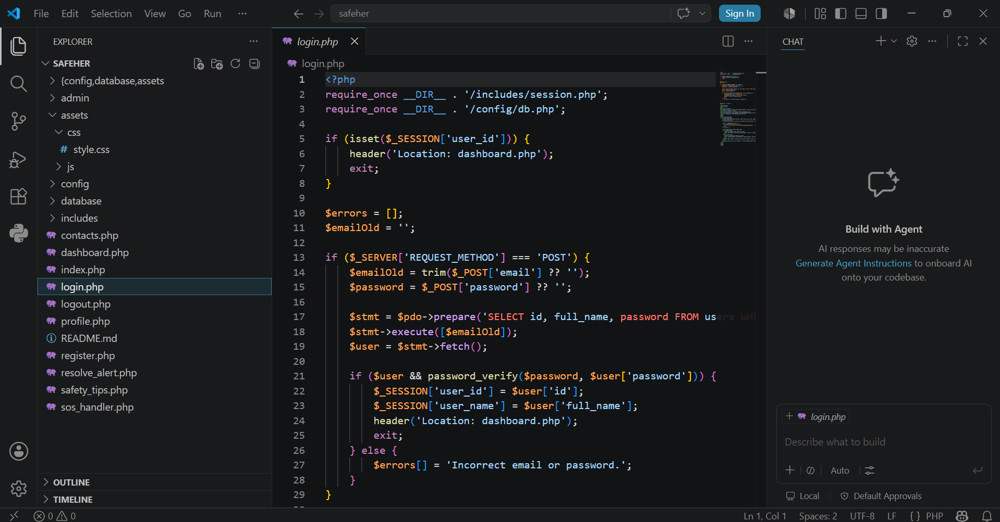 File Edit Selection View Go Run ···
safeher
Sign In
EXPLORER
SAFEHER
{config,database,assets
admin
assets
css
# style.css
js
config
database
includes
contacts.php
dashboard.php
index.php
login.php
logout.php
profile.php
README.md
register.php
resolve_alert.php
safety_tips.php
sos_handler.php
OUTLINE
TIMELINE
login.php
login.php
1 <?php
2 require_once __DIR__ . '/includes/session.php';
3 require_once __DIR__ . '/config/db.php';
4
5 if (isset($_SESSION['user_id'])) {
6     header('Location: dashboard.php');
7     exit;
8 }
9
10 $errors = [];
11 $emailOld = '';
12
13 if ($_SERVER['REQUEST_METHOD'] === 'POST') {
14     $emailOld = trim($_POST['email'] ?? '');
15     $password = $_POST['password'] ?? '';
16
17     $stmt = $pdo->prepare('SELECT id, full_name, password FROM users WHE
18     $stmt->execute([$emailOld]);
19     $user = $stmt->fetch();
20
21     if ($user && password_verify($password, $user['password'])) {
22         $_SESSION['user_id'] = $user['id'];
23         $_SESSION['user_name'] = $user['full_name'];
24         header('Location: dashboard.php');
25         exit;
26     } else {
27         $errors[] = 'Incorrect email or password.';
28     }
29 }
CHAT
Build with Agent
AI responses may be inaccurate
Generate Agent Instructions to onboard AI
onto your codebase.
login.php
Describe what to build
Auto
Local Default Approvals
0 0
Ln 1, Col 1 Spaces: 2 UTF-8 LF { } PHP